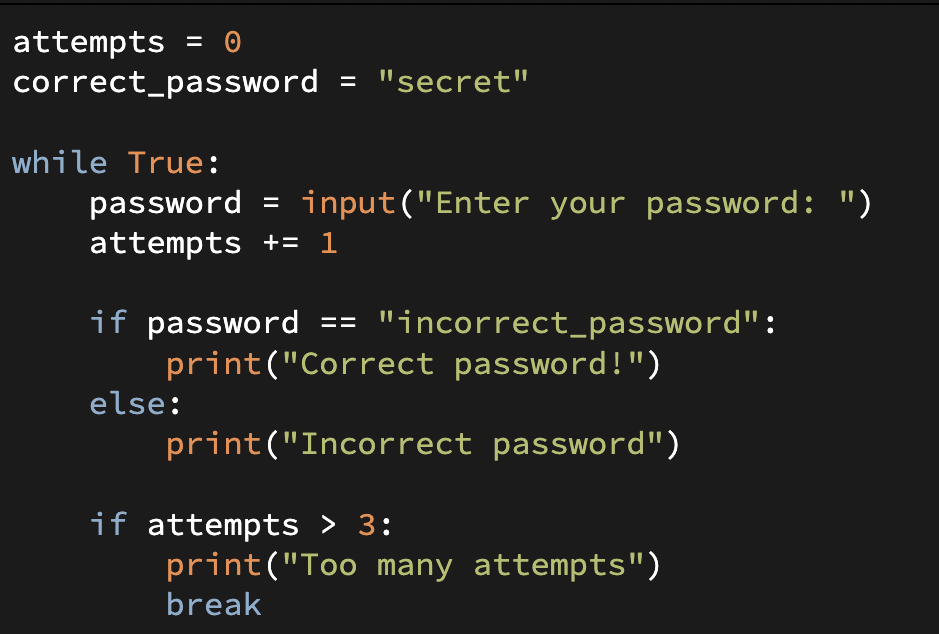 attempts = 0
correct_password = "secret"

while True:
    password = input("Enter your password: ")
    attempts += 1

    if password == "incorrect_password":
        print("Correct password!")
    else:
        print("Incorrect password")

    if attempts > 3:
        print("Too many attempts")
        break